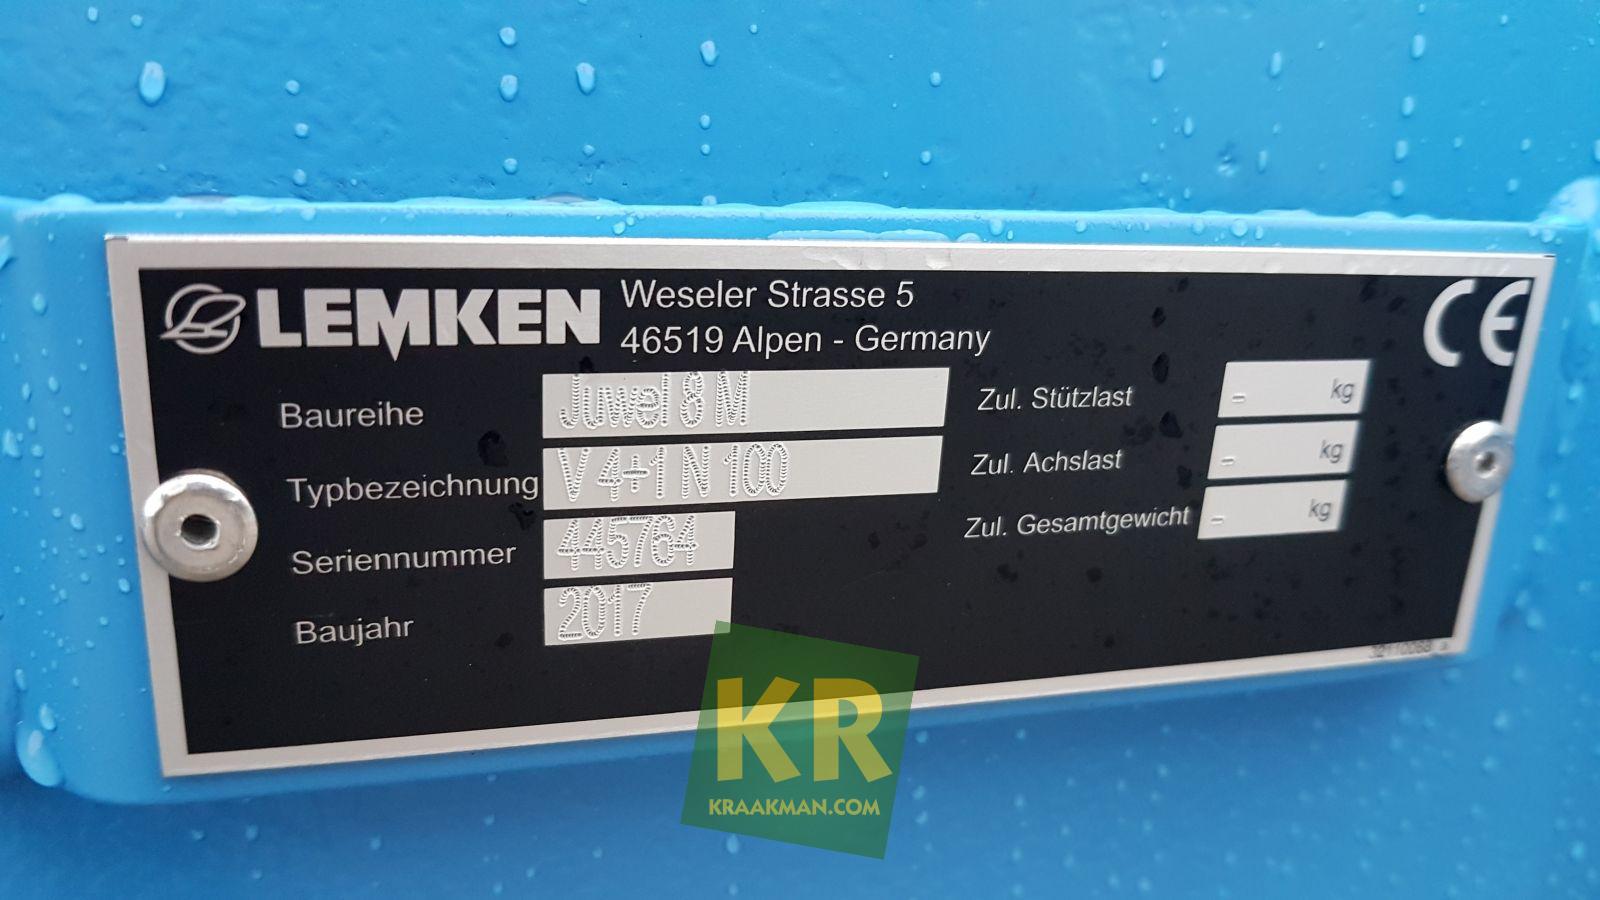 LEMKEN
Weseler Strasse 5
46519 Alpen - Germany
CE
Baureihe Juwel 8 M
Typbezeichnung V 4+1 N 100
Seriennummer 445764
Baujahr 2017
Zul. Stützlast - kg
Zul. Achslast - kg
Zul. Gesamtgewicht - kg
KR
KRAAKMAN.COM